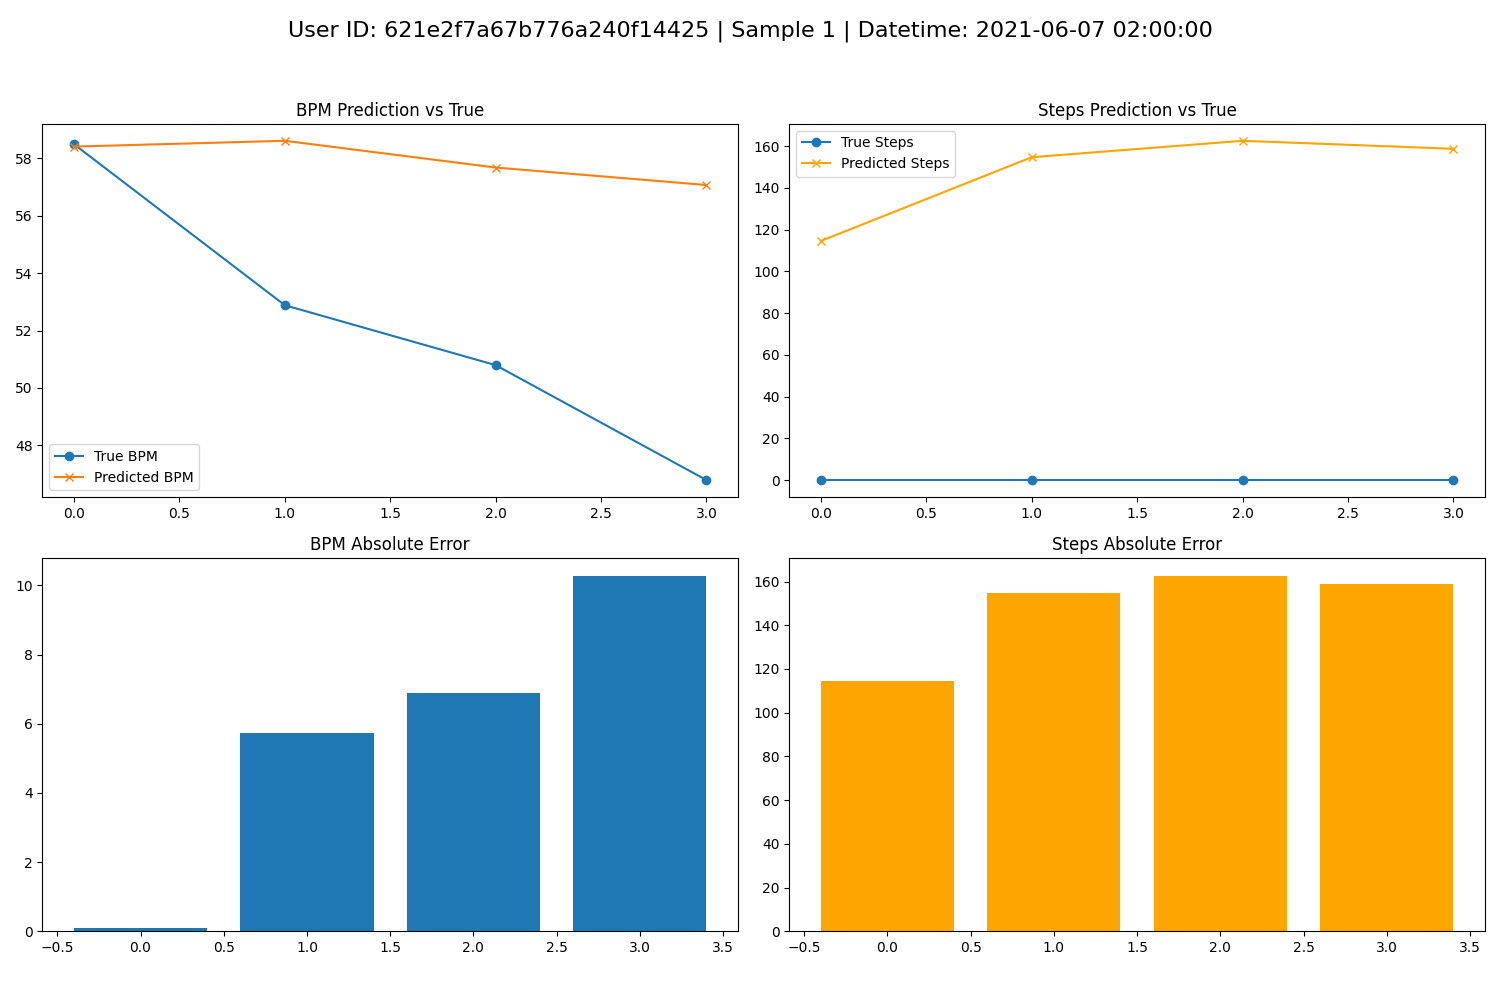 User ID: 621e2f7a67b776a240f14425 | Sample 1 | Datetime: 2021-06-07 02:00:00
BPM Prediction vs True
58
56
54
52
50
48
True BPM
Predicted BPM
0.0 0.5 1.0 1.5 2.0 2.5 3.0
Steps Prediction vs True
True Steps
Predicted Steps
160
140
120
100
80
60
40
20
0
0.0 0.5 1.0 1.5 2.0 2.5 3.0
BPM Absolute Error
10
8
6
4
2
0
−0.5 0.0 0.5 1.0 1.5 2.0 2.5 3.0 3.5
Steps Absolute Error
160
140
120
100
80
60
40
20
0
−0.5 0.0 0.5 1.0 1.5 2.0 2.5 3.0 3.5